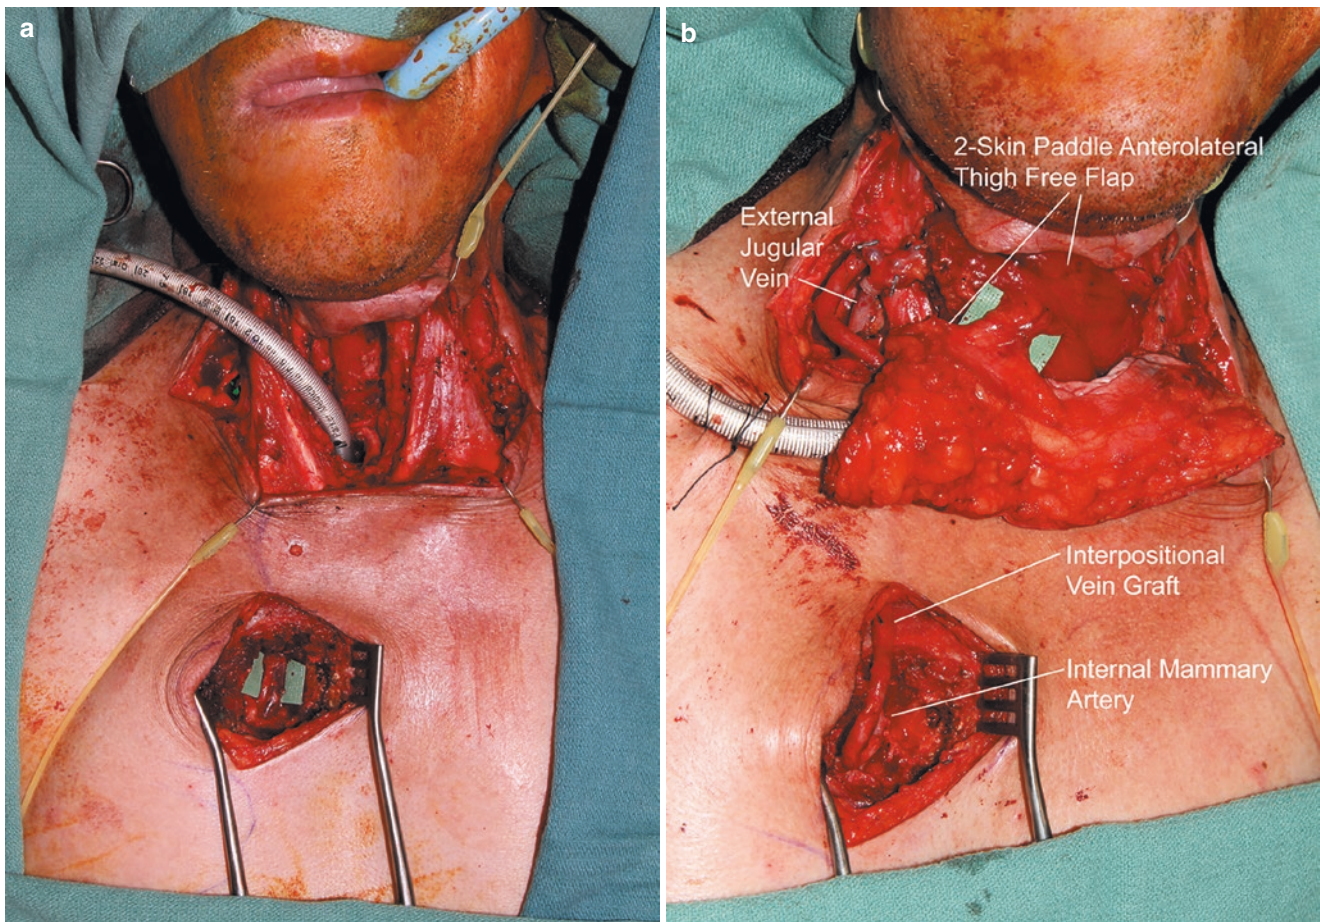 a
b
2-Skin Paddle Anterolateral
Thigh Free Flap
External
Jugular
Vein
Interpositional
Vein Graft
Internal Mammary
Artery